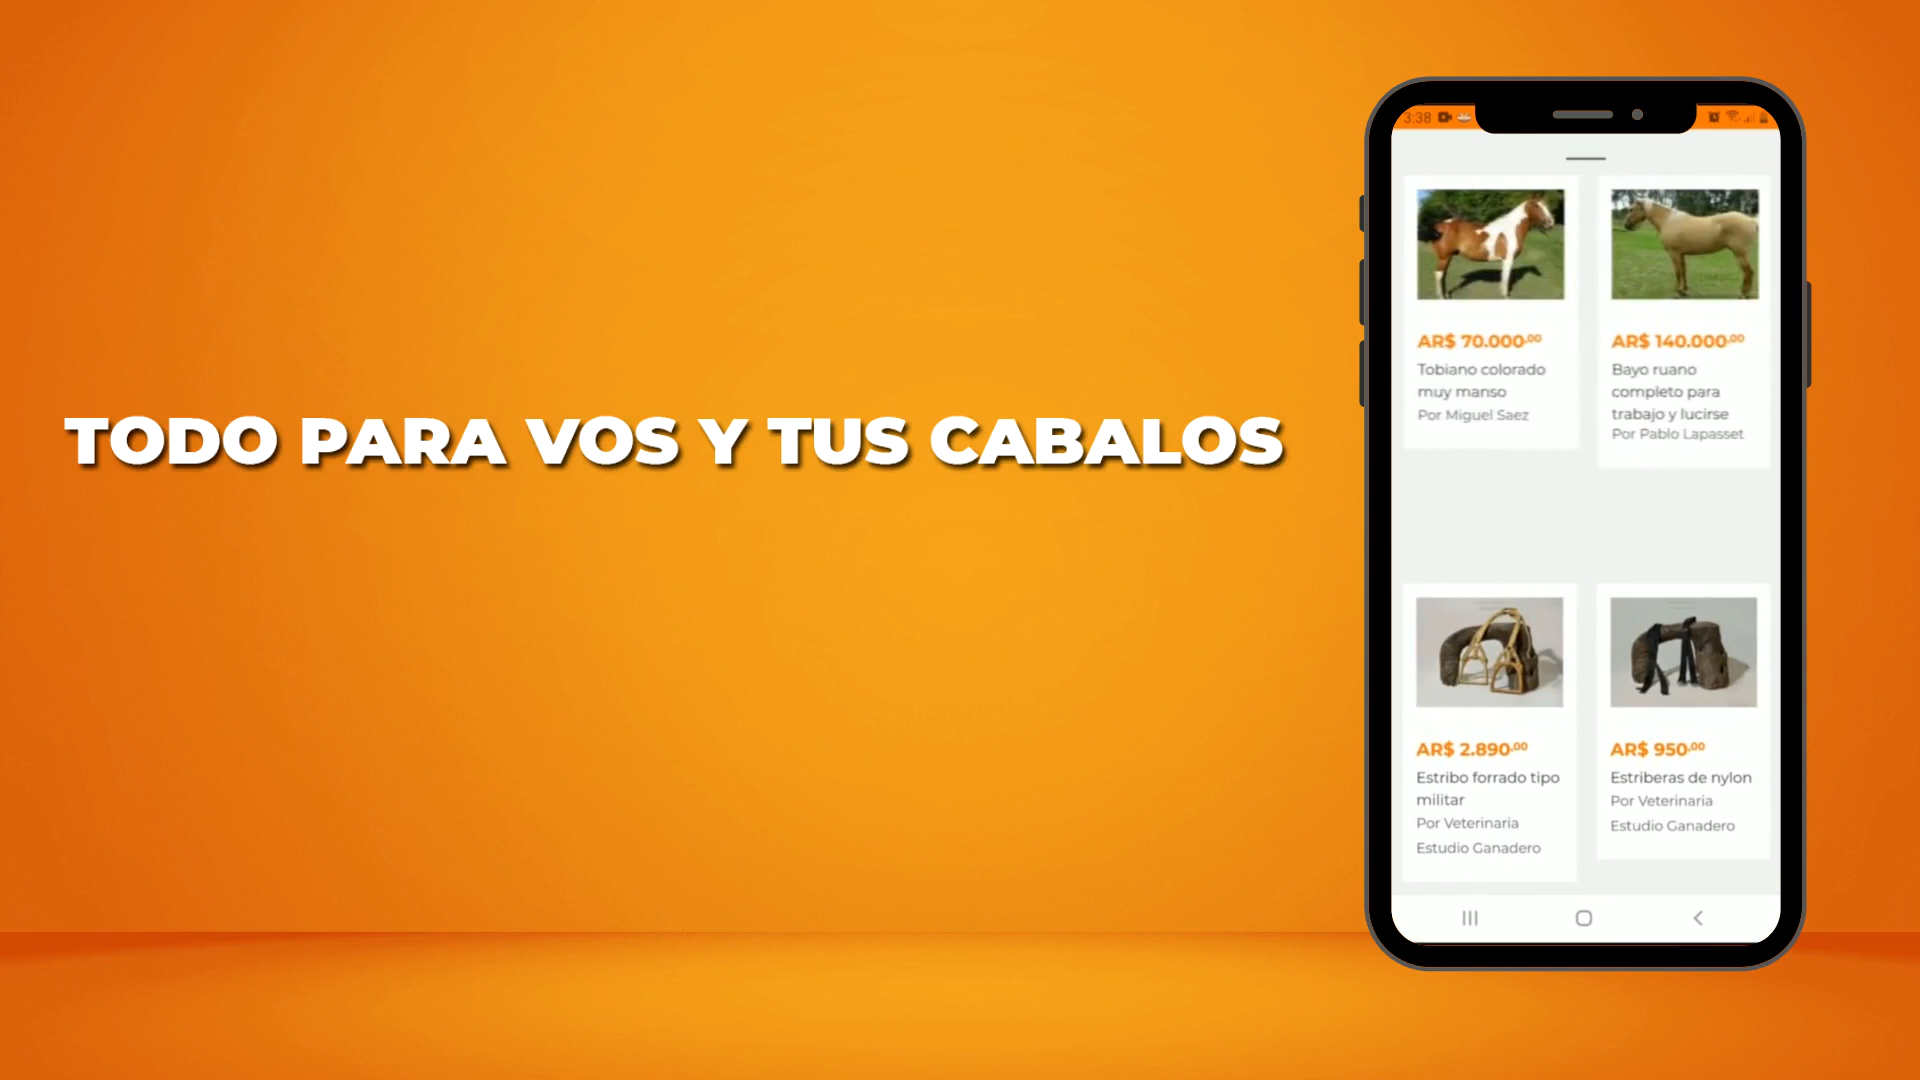 TODO PARA VOS Y TUS CABALOS
3:38
AR$ 70.000,00
Tobiano colorado
muy manso
Por Miguel Saez
AR$ 140.000,00
Bayo ruano
completo para
trabajo y lucirse
Por Pablo Lapasset
AR$ 2.890,00
Estribo forrado tipo
militar
Por Veterinaria
Estudio Ganadero
AR$ 950,00
Estriberas de nylon
Por Veterinaria
Estudio Ganadero